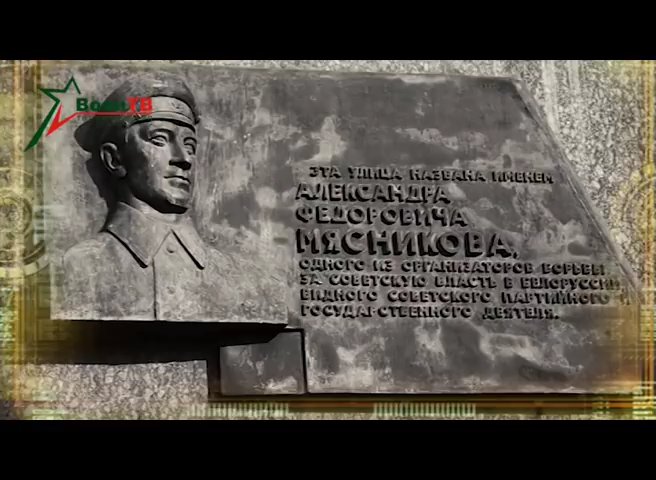 ВоенТВ
ЭТА УЛИЦА НАЗВАНА ИМЕНЕМ
АЛЕКСАНДРА
ФЕДОРОВИЧА
МЯСНИКОВА,
ОДНОГО ИЗ ОРГАНИЗАТОРОВ БОРЬБЫ
ЗА СОВЕТСКУЮ ВЛАСТЬ В БЕЛОРУССИИ,
ВИДНОГО СОВЕТСКОГО ПАРТИЙНОГО И
ГОСУДАРСТВЕННОГО ДЕЯТЕЛЯ.